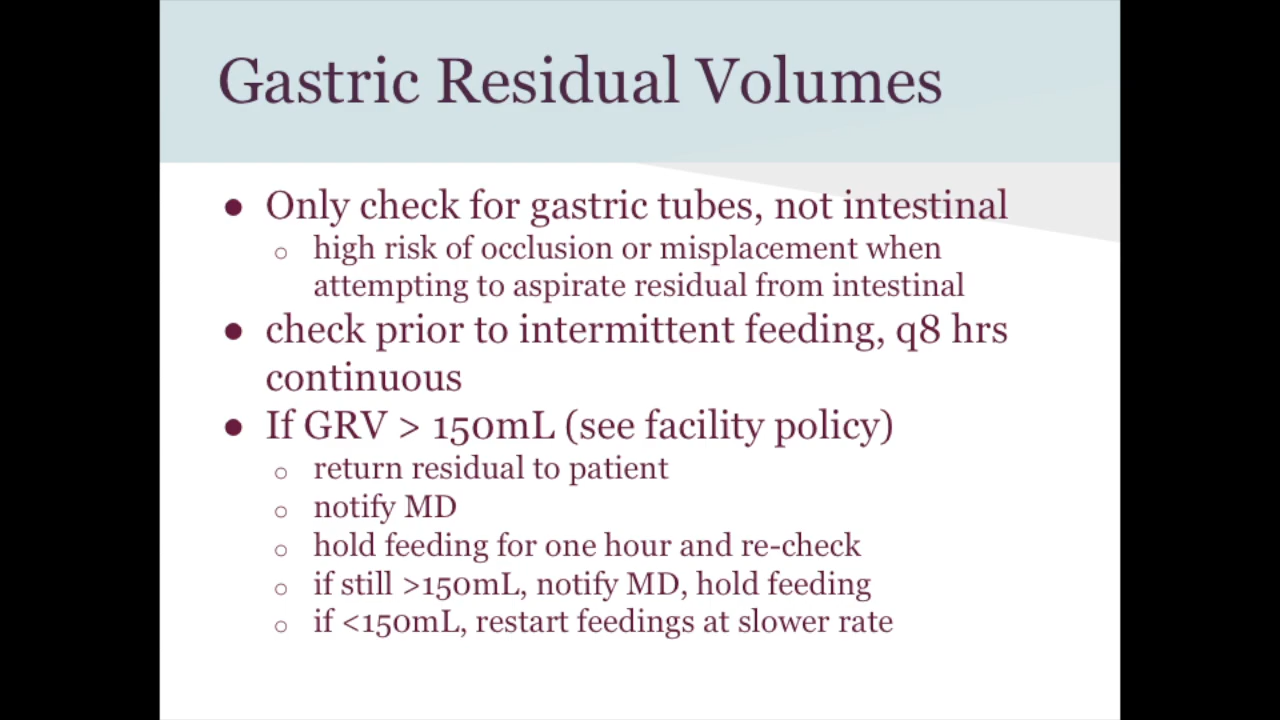 Gastric Residual Volumes
● Only check for gastric tubes, not intestinal
○ high risk of occlusion or misplacement when
attempting to aspirate residual from intestinal
● check prior to intermittent feeding, q8 hrs
continuous
● If GRV > 150mL (see facility policy)
○ return residual to patient
○ notify MD
○ hold feeding for one hour and re-check
○ if still >150mL, notify MD, hold feeding
○ if <150mL, restart feedings at slower rate